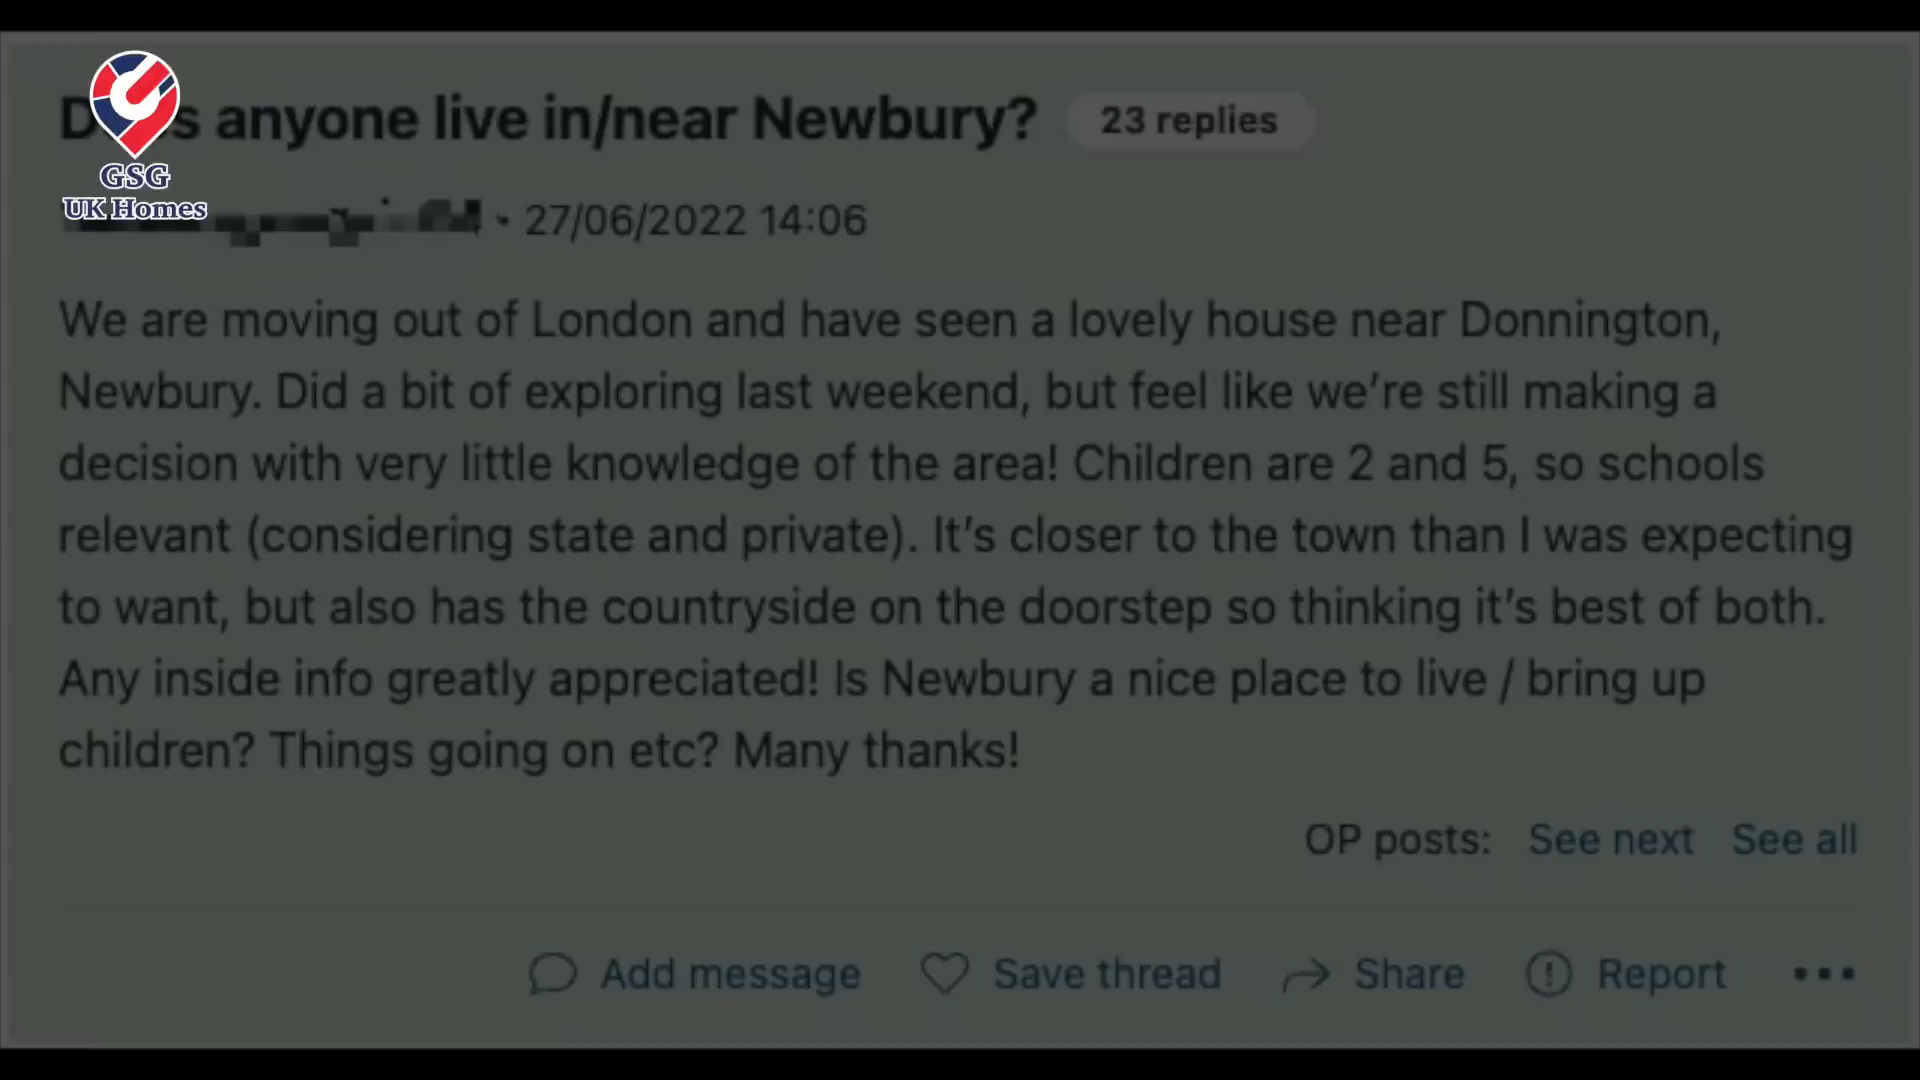 anyone live in/near Newbury?
23 replies
GSG
UK Homes
• 27/06/2022 14:06
We are moving out of London and have seen a lovely house near Donnington,
Newbury. Did a bit of exploring last weekend, but feel like we're still making a
decision with very little knowledge of the area! Children are 2 and 5, so schools
relevant (considering state and private). It's closer to the town than I was expecting
to want, but also has the countryside on the doorstep so thinking it's best of both.
Any inside info greatly appreciated! Is Newbury a nice place to live / bring up
children? Things going on etc? Many thanks!
OP posts: See next See all
Add message Save thread Share Report